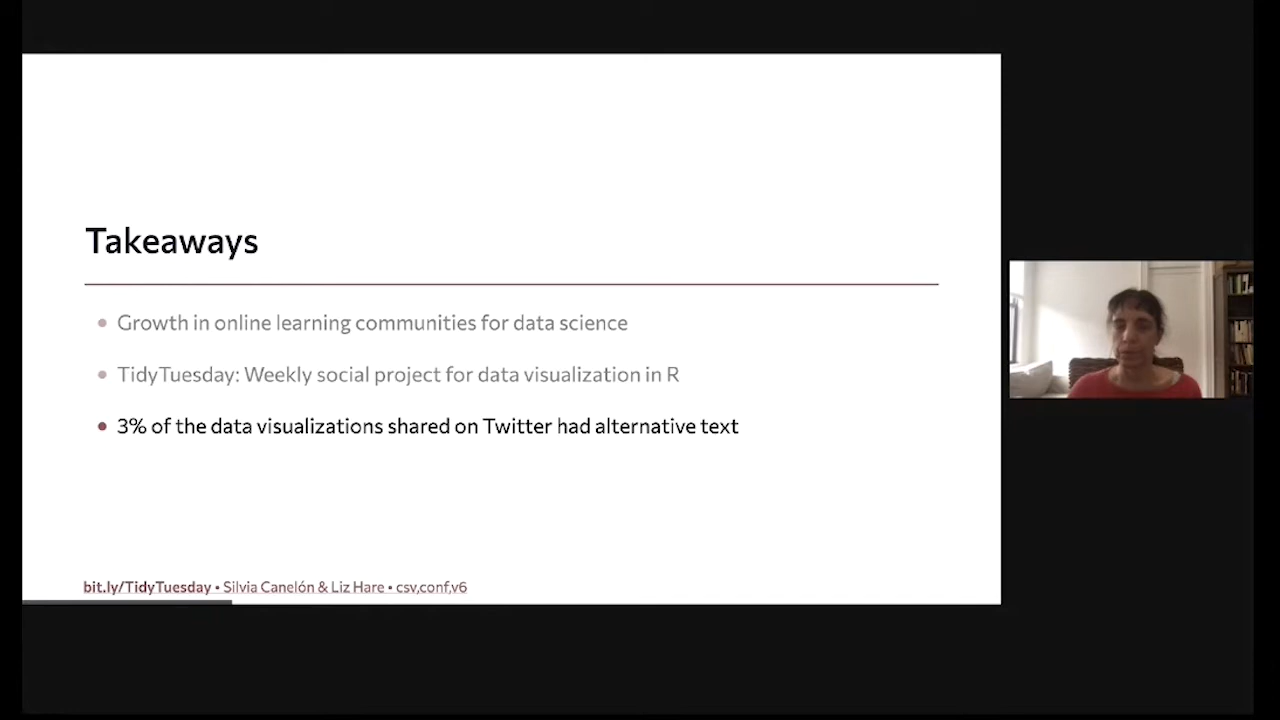 Takeaways
Growth in online learning communities for data science
TidyTuesday: Weekly social project for data visualization in R
3% of the data visualizations shared on Twitter had alternative text
bit.ly/TidyTuesday • Silvia Canelón & Liz Hare • csv,conf,v6